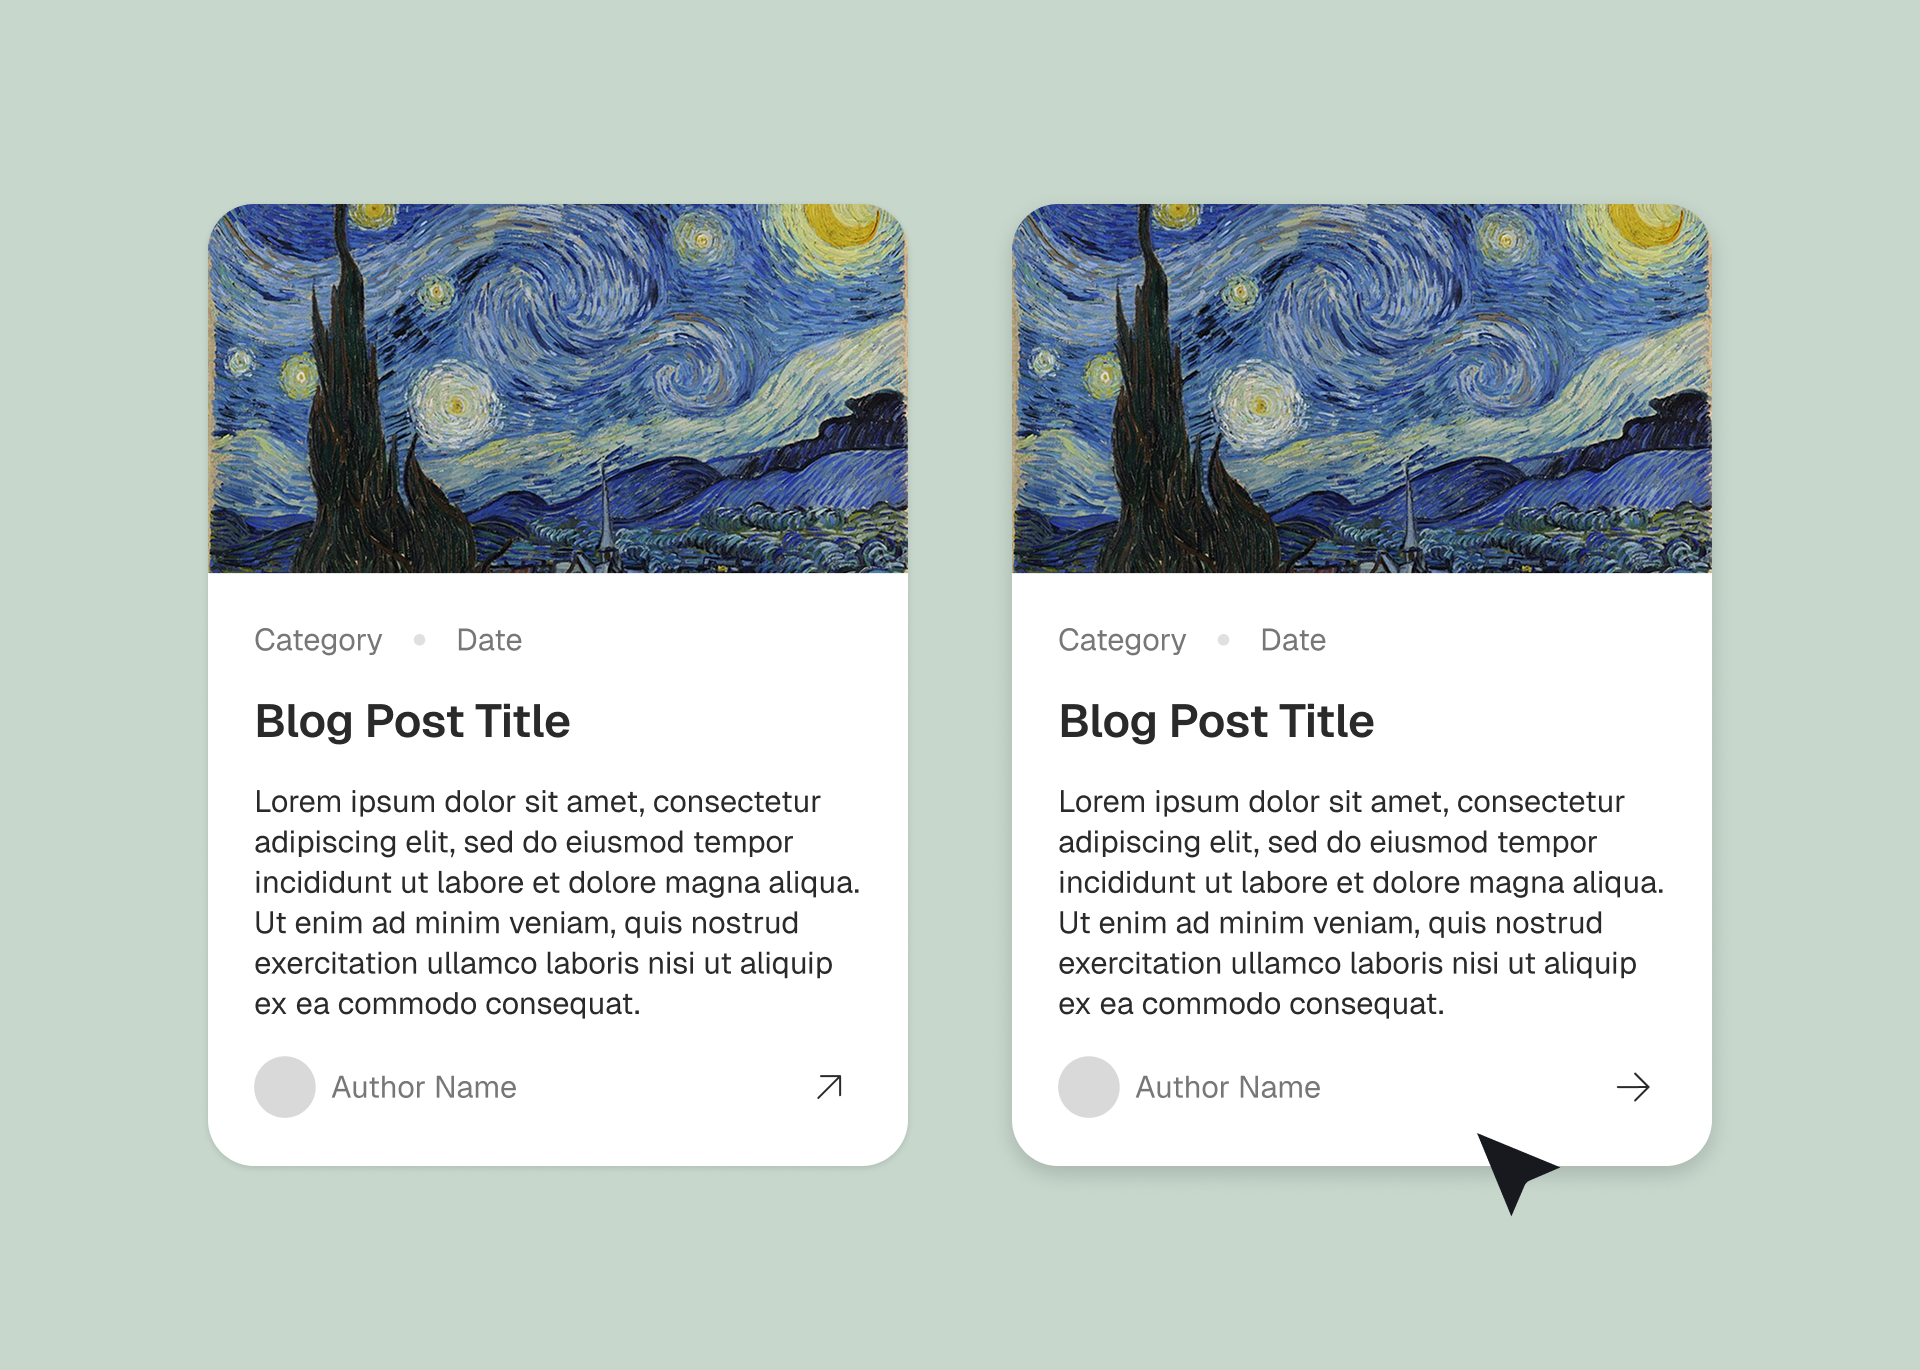 Category • Date
Blog Post Title
Lorem ipsum dolor sit amet, consectetur
adipiscing elit, sed do eiusmod tempor
incididunt ut labore et dolore magna aliqua.
Ut enim ad minim veniam, quis nostrud
exercitation ullamco laboris nisi ut aliquip
ex ea commodo consequat.
Author Name
Category • Date
Blog Post Title
Lorem ipsum dolor sit amet, consectetur
adipiscing elit, sed do eiusmod tempor
incididunt ut labore et dolore magna aliqua.
Ut enim ad minim veniam, quis nostrud
exercitation ullamco laboris nisi ut aliquip
ex ea commodo consequat.
Author Name